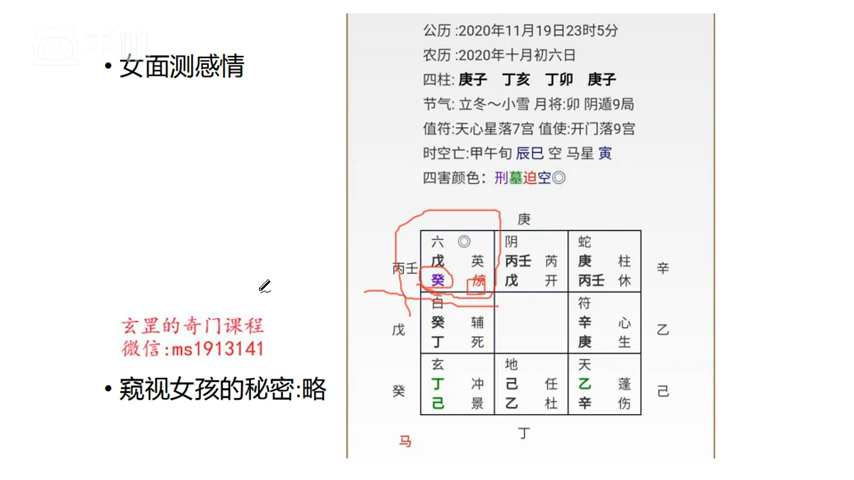 • 女面测感情
玄罡的奇门课程
微信:ms1913141
• 窥视女孩的秘密:略
公历 :2020年11月19日23时5分
农历 :2020年十月初六日
四柱: 庚子 丁亥 丁卯 庚子
节气: 立冬～小雪 月将:卯 阴遁9局
值符:天心星落7宫 值使:开门落9宫
时空亡:甲午旬 辰巳 空 马星 寅
四害颜色： 刑墓迫空◎
庚
六 ◎ 阴 蛇
丙壬 戊 英 丙壬 芮 庚 柱 辛
癸 惊 戊 开 丙壬 休
白 符
癸 辅 辛 心
戊 乙
丁 死 庚 生
玄 地 天
丁 冲 己 任 乙 蓬
癸 己
己 景 乙 杜 辛 伤
丁
马